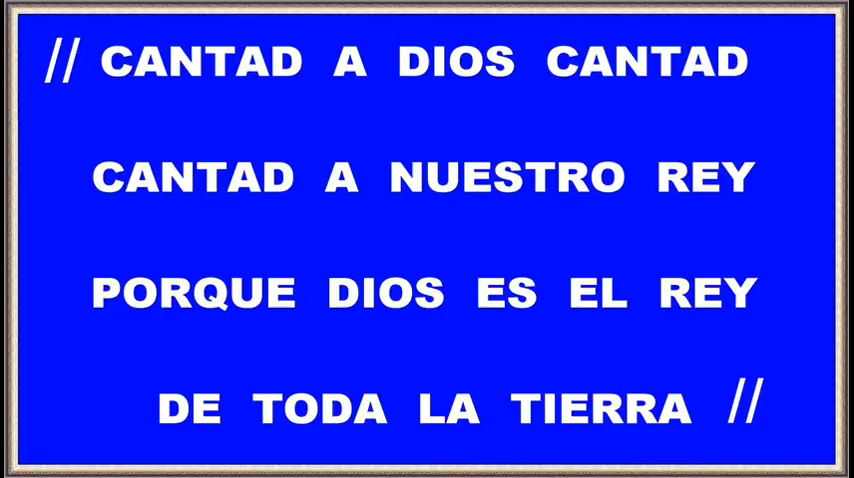 // CANTAD A DIOS CANTAD
CANTAD A NUESTRO REY
PORQUE DIOS ES EL REY
DE TODA LA TIERRA //